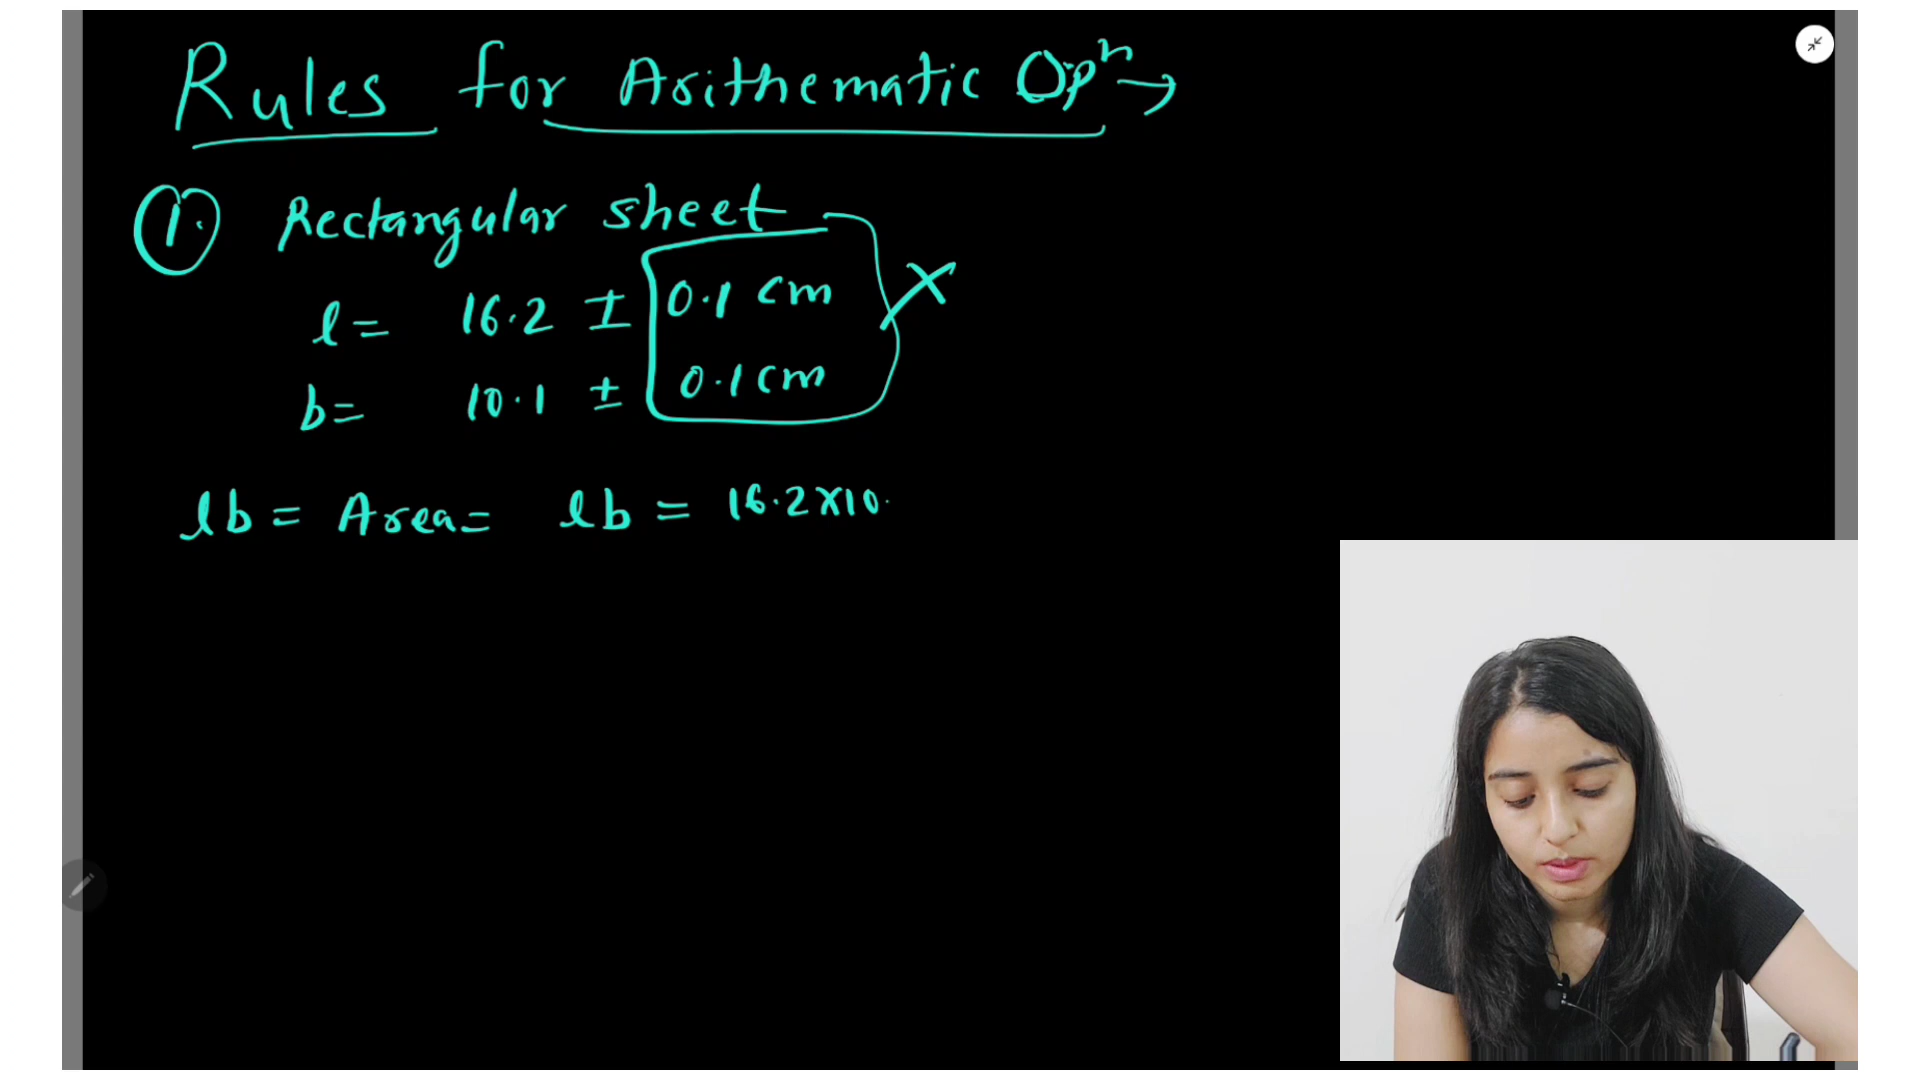 Rules for Arithematic Opⁿ →
1. Rectangular sheet
l = 16.2 ± 0.1 cm
b = 10.1 ± 0.1 cm
lb = Area = lb = 16.2×10.